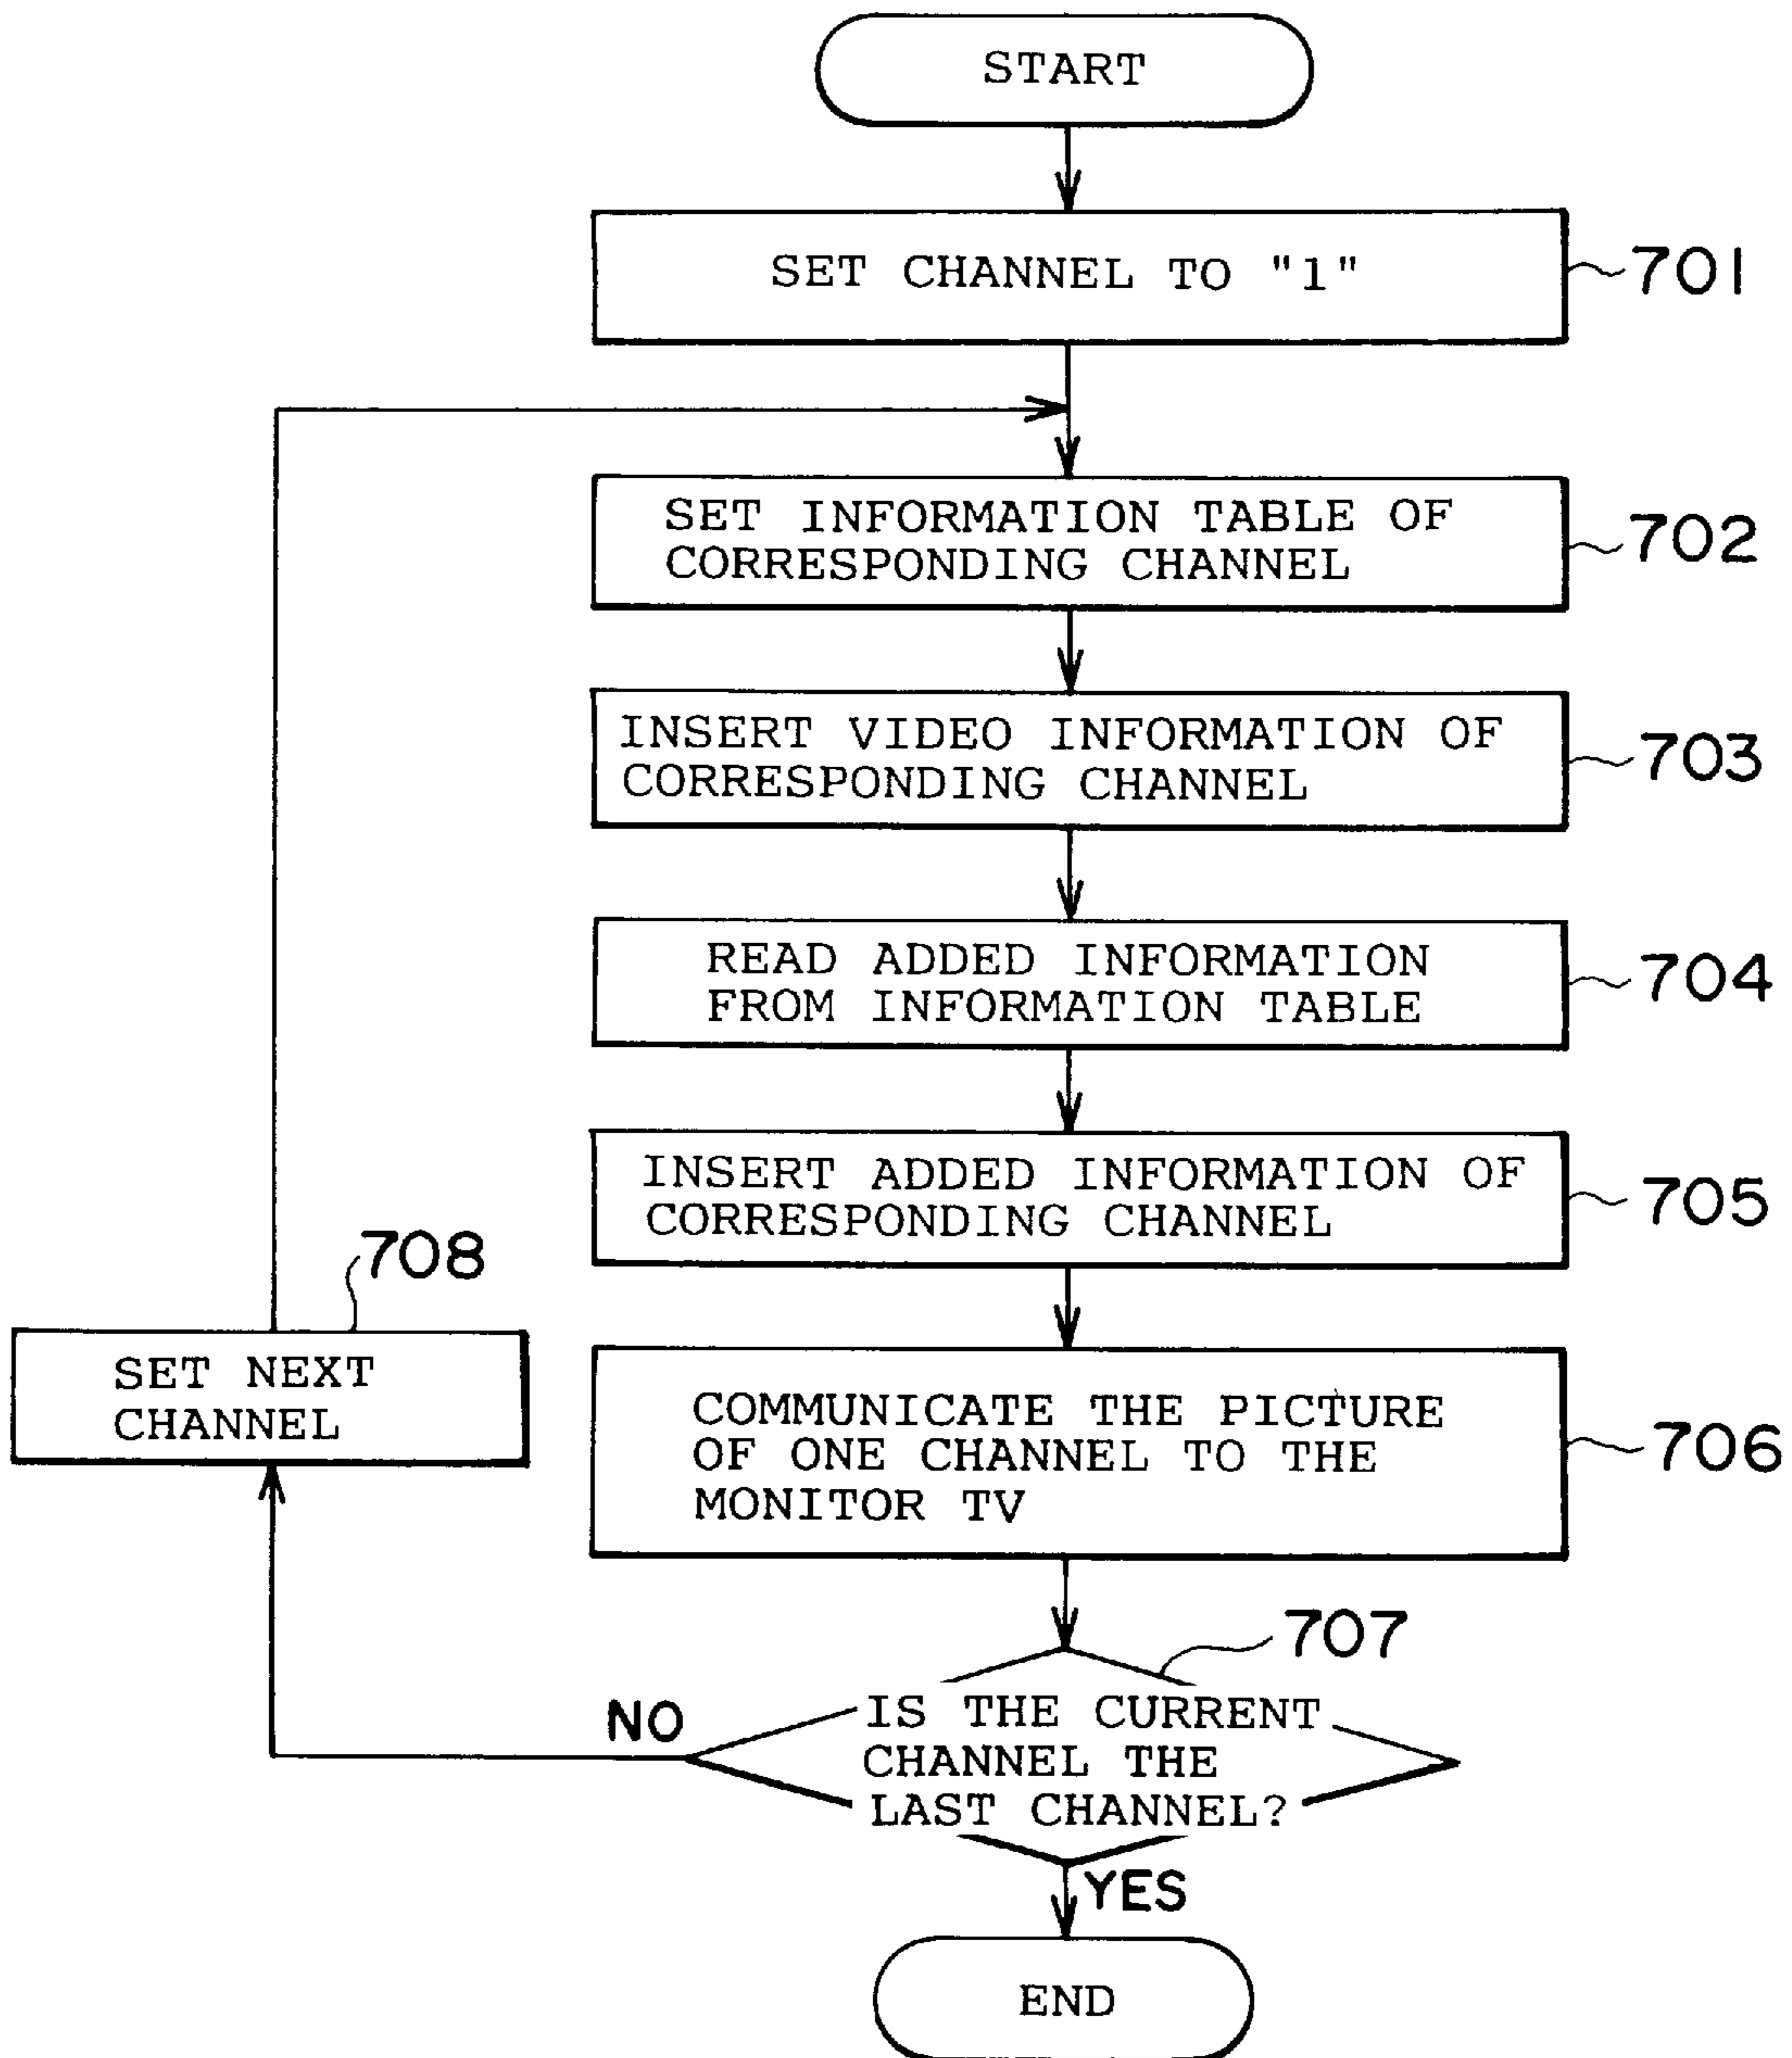 START
SET CHANNEL TO "1"
701
SET INFORMATION TABLE OF
CORRESPONDING CHANNEL
702
INSERT VIDEO INFORMATION OF
CORRESPONDING CHANNEL
703
READ ADDED INFORMATION
FROM INFORMATION TABLE
704
INSERT ADDED INFORMATION OF
CORRESPONDING CHANNEL
705
708
SET NEXT
CHANNEL
COMMUNICATE THE PICTURE
OF ONE CHANNEL TO THE
MONITOR TV
706
707
IS THE CURRENT
CHANNEL THE
LAST CHANNEL?
NO
YES
END